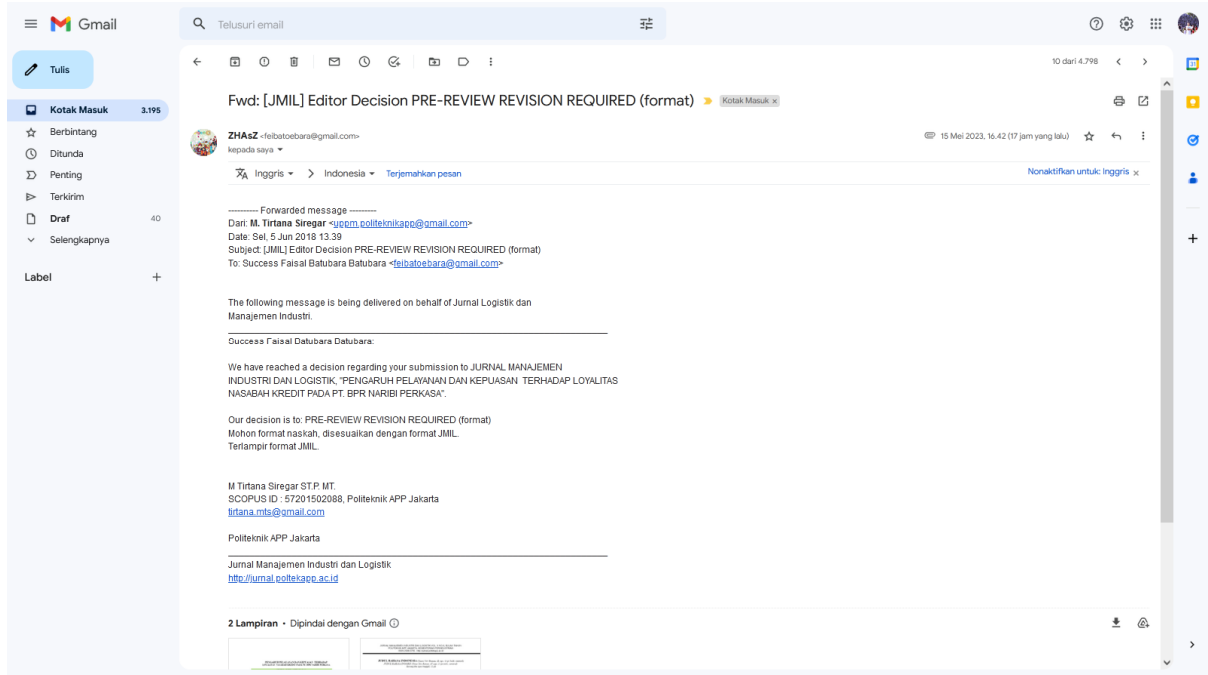 Gmail
Telusuri email
Tulis
10 dari 4.798
Kotak Masuk 3.195
Berbintang
Ditunda
Penting
Terkirim
Draf 40
Selengkapnya
Label
Fwd: [JMIL] Editor Decision PRE-REVIEW REVISION REQUIRED (format) Kotak Masuk x
ZHAsZ <feibatoebara@gmail.com>
15 Mei 2023, 16.42 (17 jam yang lalu)
kepada saya
Inggris > Indonesia Terjemahkan pesan
Nonaktifkan untuk: Inggris x
---------- Forwarded message ---------
Dari: M. Tirtana Siregar <uppm.politeknikapp@gmail.com>
Date: Sel, 5 Jun 2018 13.39
Subject: [JMIL] Editor Decision PRE-REVIEW REVISION REQUIRED (format)
To: Success Faisal Batubara Batubara <feibatoebara@gmail.com>
The following message is being delivered on behalf of Jurnal Logistik dan
Manajemen Industri.
Success Faisal Batubara Batubara:
We have reached a decision regarding your submission to JURNAL MANAJEMEN
INDUSTRI DAN LOGISTIK, "PENGARUH PELAYANAN DAN KEPUASAN TERHADAP LOYALITAS
NASABAH KREDIT PADA PT. BPR NARIBI PERKASA".
Our decision is to: PRE-REVIEW REVISION REQUIRED (format)
Mohon format naskah, disesuaikan dengan format JMIL.
Terlampir format JMIL.
M Tirtana Siregar ST.P. MT.
SCOPUS ID : 57201502088, Politeknik APP Jakarta
tirtana.mts@gmail.com
Politeknik APP Jakarta
Jurnal Manajemen Industri dan Logistik
http://jurnal.poltekapp.ac.id
2 Lampiran • Dipindai dengan Gmail